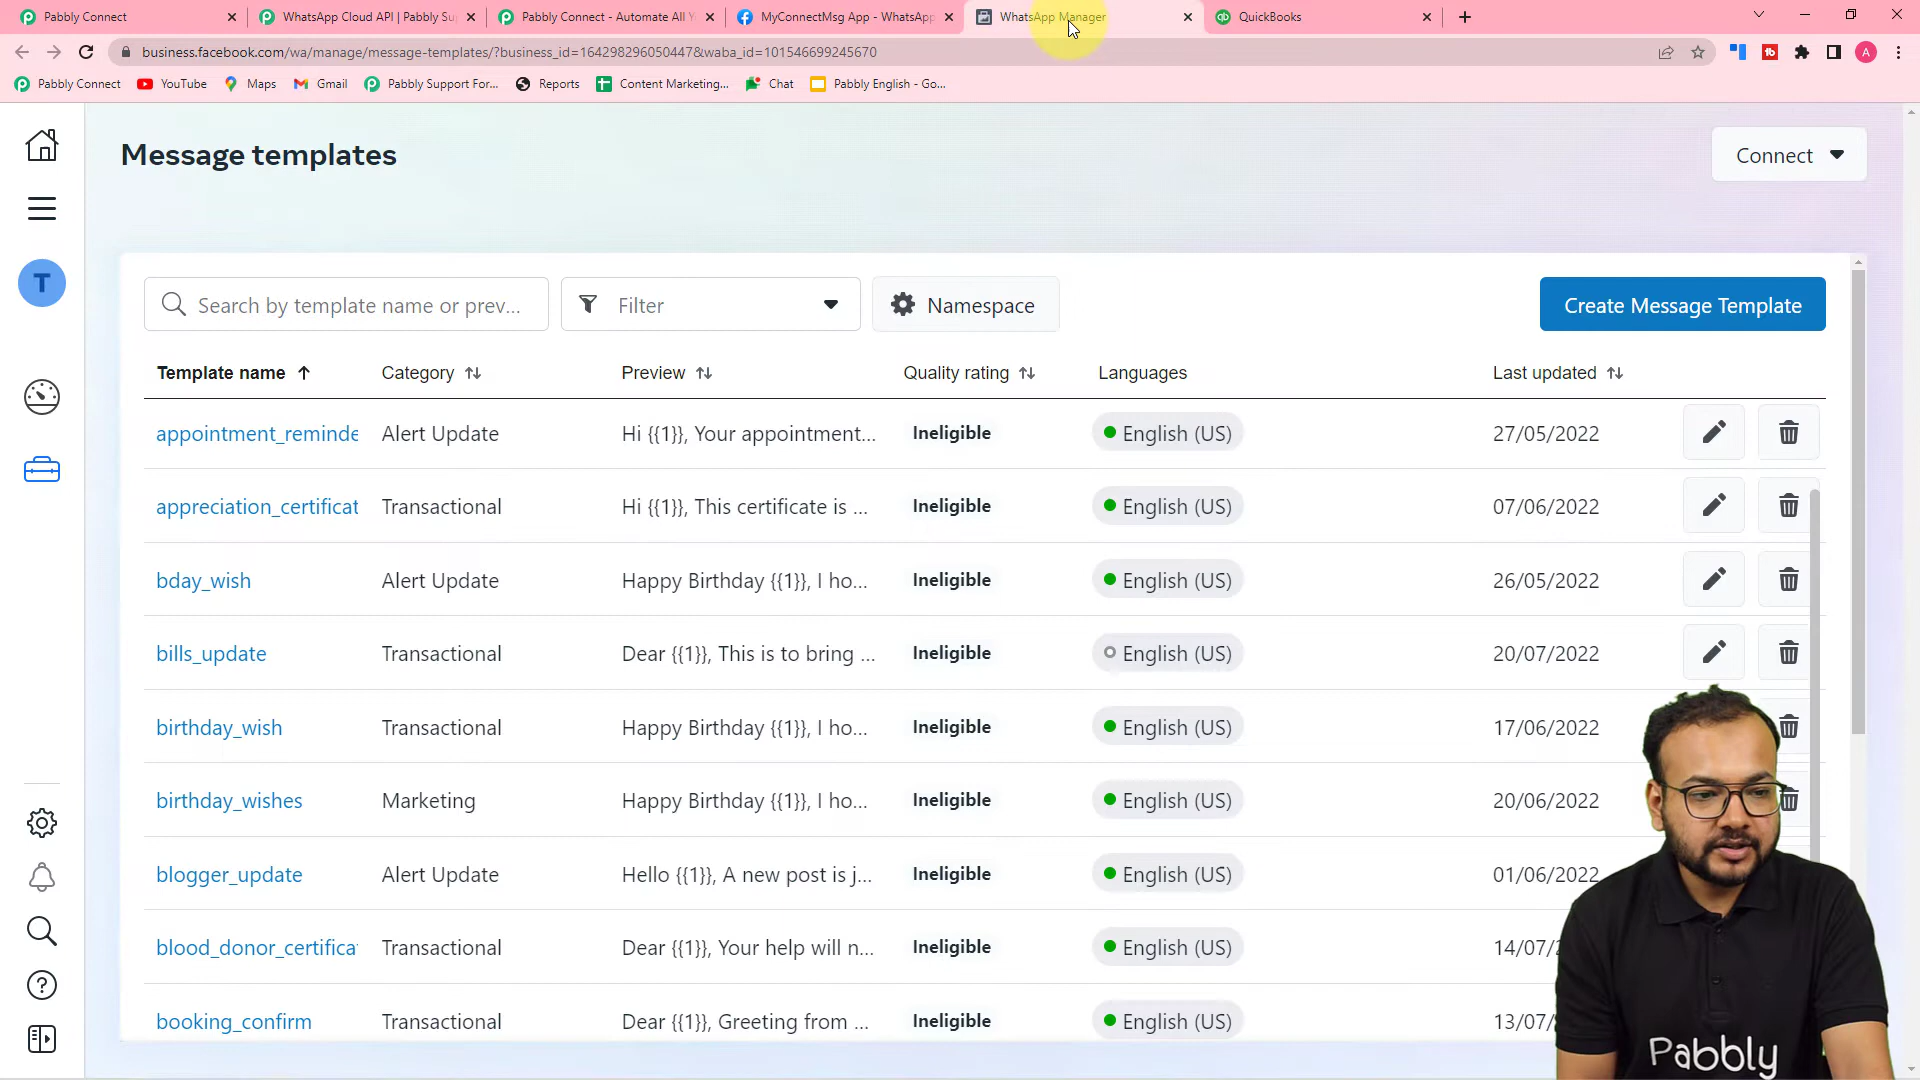 Pabbly Connect
WhatsApp Cloud API | Pabbly Su
Pabbly Connect - Automate All Y
MyConnectMsg App - WhatsApp
WhatsApp Manager
QuickBooks
business.facebook.com/wa/manage/message-templates/?business_id=164298296050447&waba_id=101546699245670
A
Pabbly Connect
YouTube
Maps
Gmail
Pabbly Support For...
Reports
Content Marketing...
Chat
Pabbly English - Go...
Message templates
Connect
T
Search by template name or prev...
Filter
Namespace
Create Message Template
Template name Category Preview Quality rating Languages Last updated
appointment_reminde Alert Update Hi {{1}}, Your appointment... Ineligible English (US) 27/05/2022
appreciation_certificat Transactional Hi {{1}}, This certificate is ... Ineligible English (US) 07/06/2022
bday_wish Alert Update Happy Birthday {{1}}, I ho... Ineligible English (US) 26/05/2022
bills_update Transactional Dear {{1}}, This is to bring ... Ineligible English (US) 20/07/2022
birthday_wish Transactional Happy Birthday {{1}}, I ho... Ineligible English (US) 17/06/2022
birthday_wishes Marketing Happy Birthday {{1}}, I ho... Ineligible English (US) 20/06/2022
blogger_update Alert Update Hello {{1}}, A new post is j... Ineligible English (US) 01/06/2022
blood_donor_certifica Transactional Dear {{1}}, Your help will n... Ineligible English (US) 14/07/2
booking_confirm Transactional Dear {{1}}, Greeting from ... Ineligible English (US) 13/07/
Pabbly